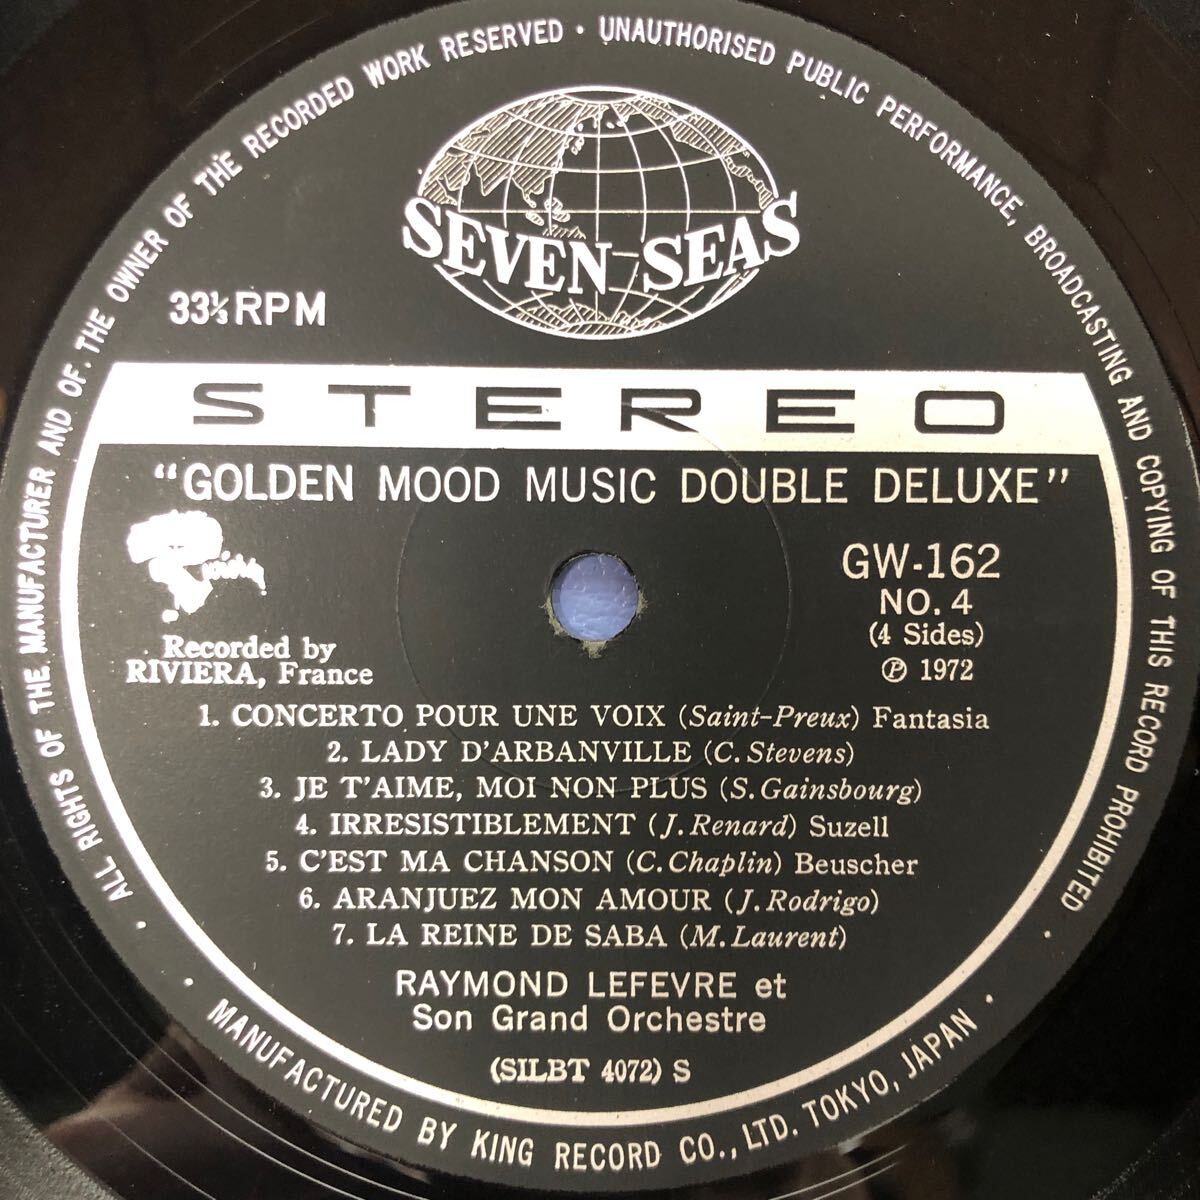 ALL RIGHTS OF THE MANUFACTURER AND OF THE OWNER OF THE RECORDED WORK RESERVED · UNAUTHORISED PUBLIC PERFORMANCE, BROADCASTING AND COPYING OF THIS RECORD PROHIBITED
SEVEN SEAS
33⅓ RPM
STEREO
"GOLDEN MOOD MUSIC DOUBLE DELUXE"
Riviera
Recorded by
RIVIERA, France
GW-162
NO. 4
(4 Sides)
℗ 1972
1. CONCERTO POUR UNE VOIX (Saint-Preux) Fantasia
2. LADY D'ARBANVILLE (C. Stevens)
3. JE T'AIME, MOI NON PLUS (S. Gainsbourg)
4. IRRESISTIBLEMENT (J. Renard) Suzell
5. C'EST MA CHANSON (C. Chaplin) Beuscher
6. ARANJUEZ MON AMOUR (J. Rodrigo)
7. LA REINE DE SABA (M. Laurent)
RAYMOND LEFEVRE et
Son Grand Orchestre
(SILBT 4072) S
· MANUFACTURED BY KING RECORD CO., LTD. TOKYO, JAPAN ·